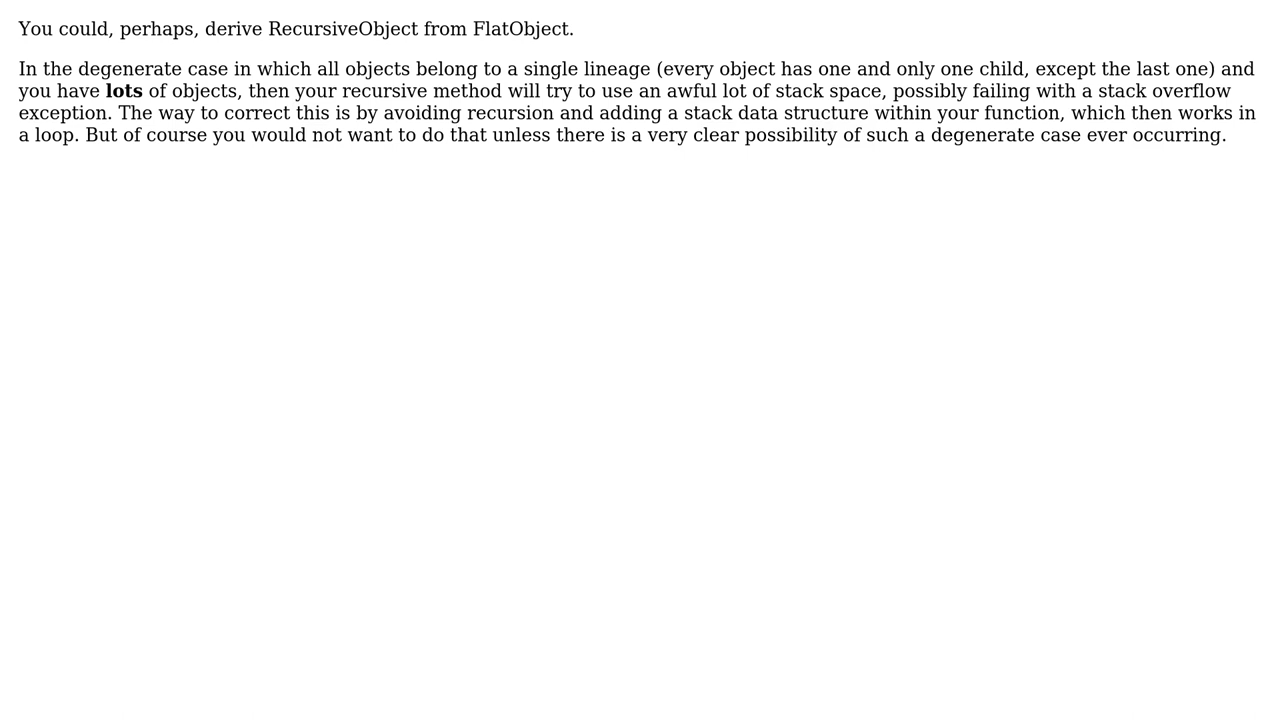 You could, perhaps, derive RecursiveObject from FlatObject.
In the degenerate case in which all objects belong to a single lineage (every object has one and only one child, except the last one) and
you have lots of objects, then your recursive method will try to use an awful lot of stack space, possibly failing with a stack overflow
exception. The way to correct this is by avoiding recursion and adding a stack data structure within your function, which then works in
a loop. But of course you would not want to do that unless there is a very clear possibility of such a degenerate case ever occurring.